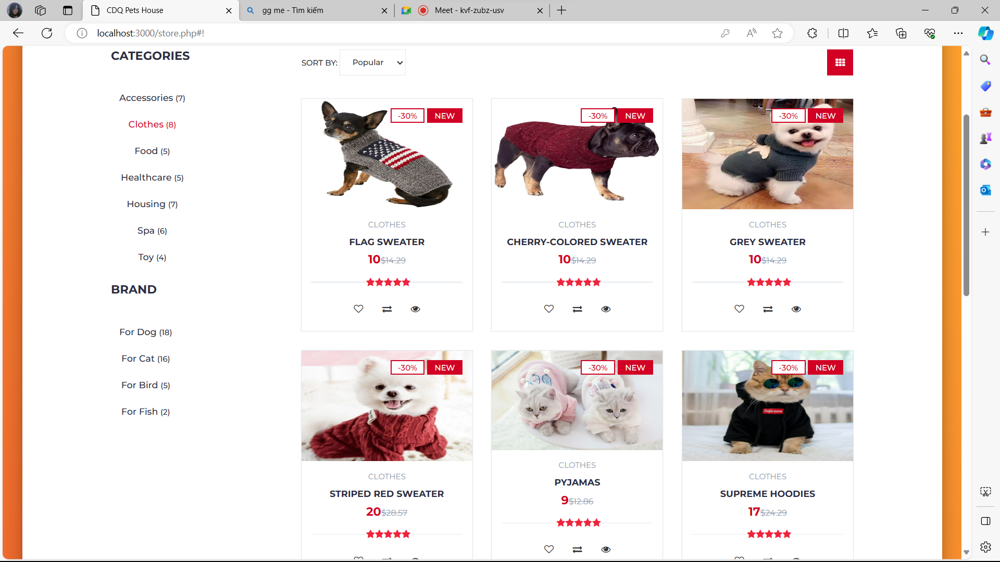 CDQ Pets House
gg me - Tìm kiếm
Meet - kvf-zubz-usv
localhost:3000/store.php#!
CATEGORIES
Accessories (7)
Clothes (8)
Food (5)
Healthcare (5)
Housing (7)
Spa (6)
Toy (4)
BRAND
For Dog (18)
For Cat (16)
For Bird (5)
For Fish (2)
SORT BY: Popular
-30% NEW
CLOTHES
FLAG SWEATER
10$14.29
-30% NEW
CLOTHES
CHERRY-COLORED SWEATER
10$14.29
-30% NEW
CLOTHES
GREY SWEATER
10$14.29
-30% NEW
CLOTHES
STRIPED RED SWEATER
20$28.57
-30% NEW
CLOTHES
PYJAMAS
9$12.86
-30% NEW
Supreme
CLOTHES
SUPREME HOODIES
17$24.29